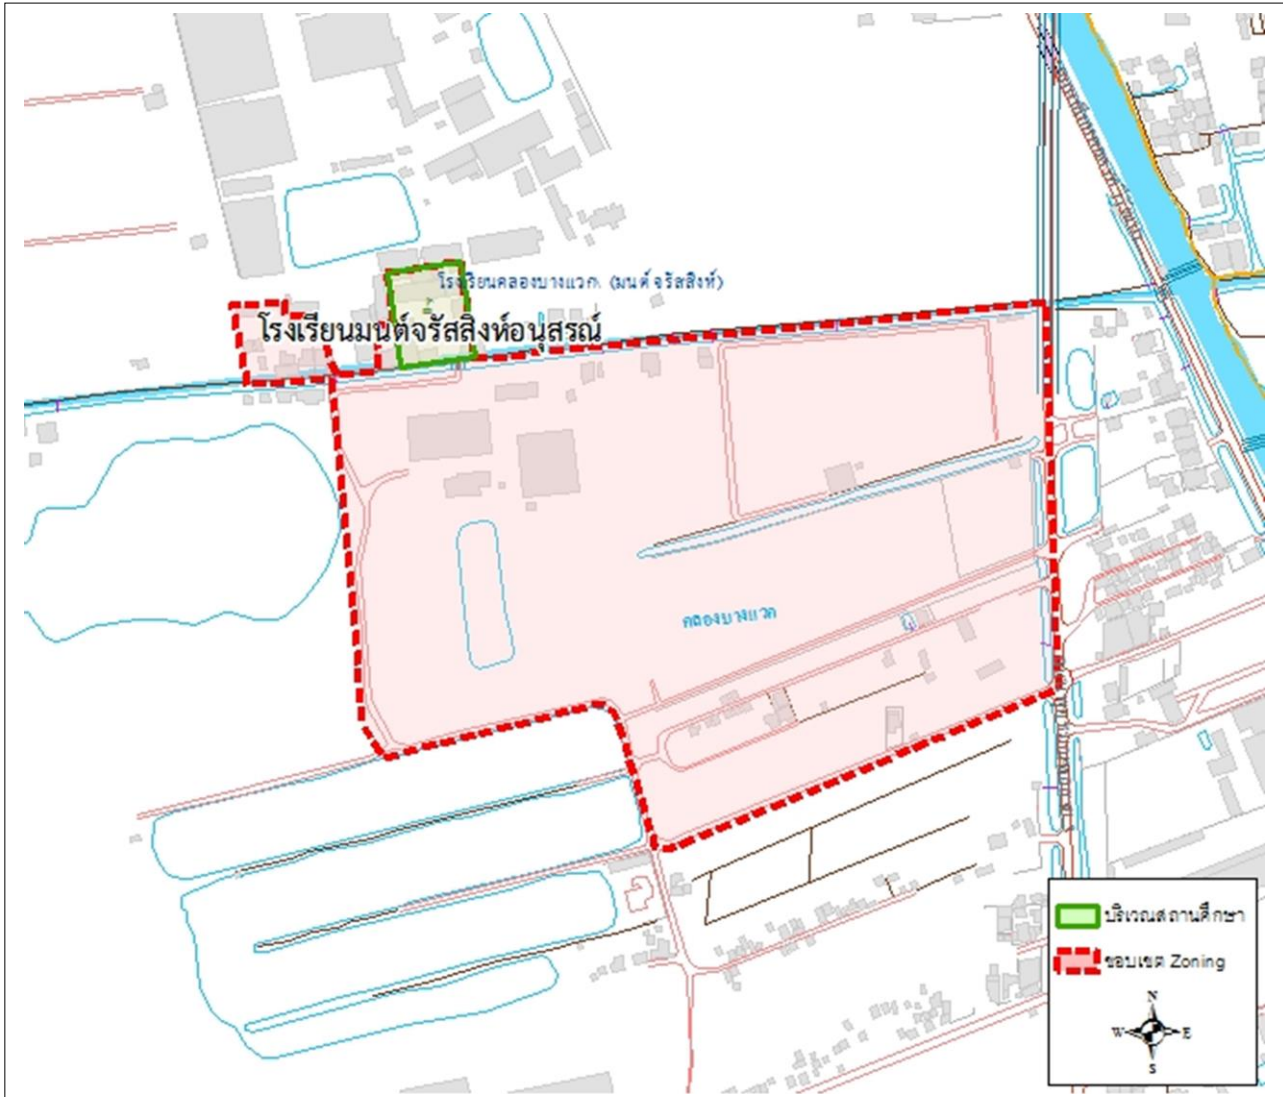 โรงเรียนคลองบางแวก (มนต์จรัสสิงห์)
โรงเรียนมนต์จรัสสิงห์อนุสรณ์
คลองบางแวก
บริเวณสถานศึกษา
ขอบเขต Zoning
N
W E
S